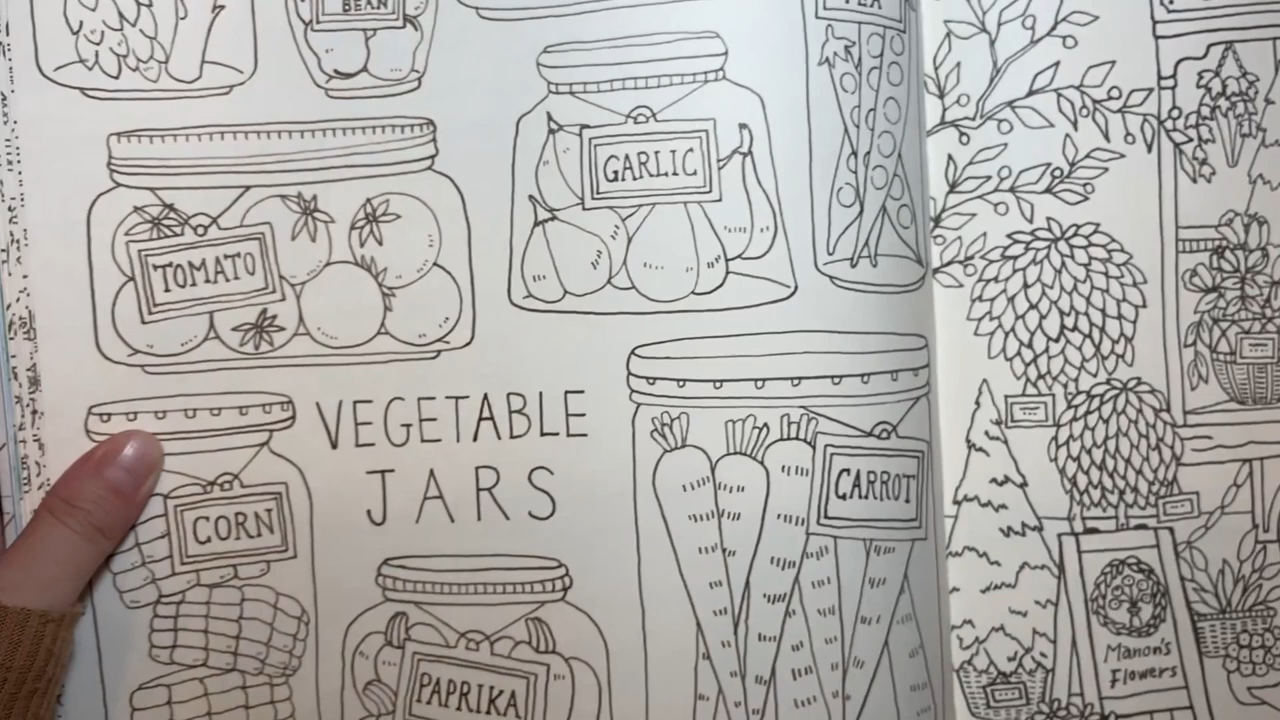 BEAN
GARLIC
TOMATO
VEGETABLE
JARS
CORN
CARROT
PAPRIKA
Manon's
Flowers